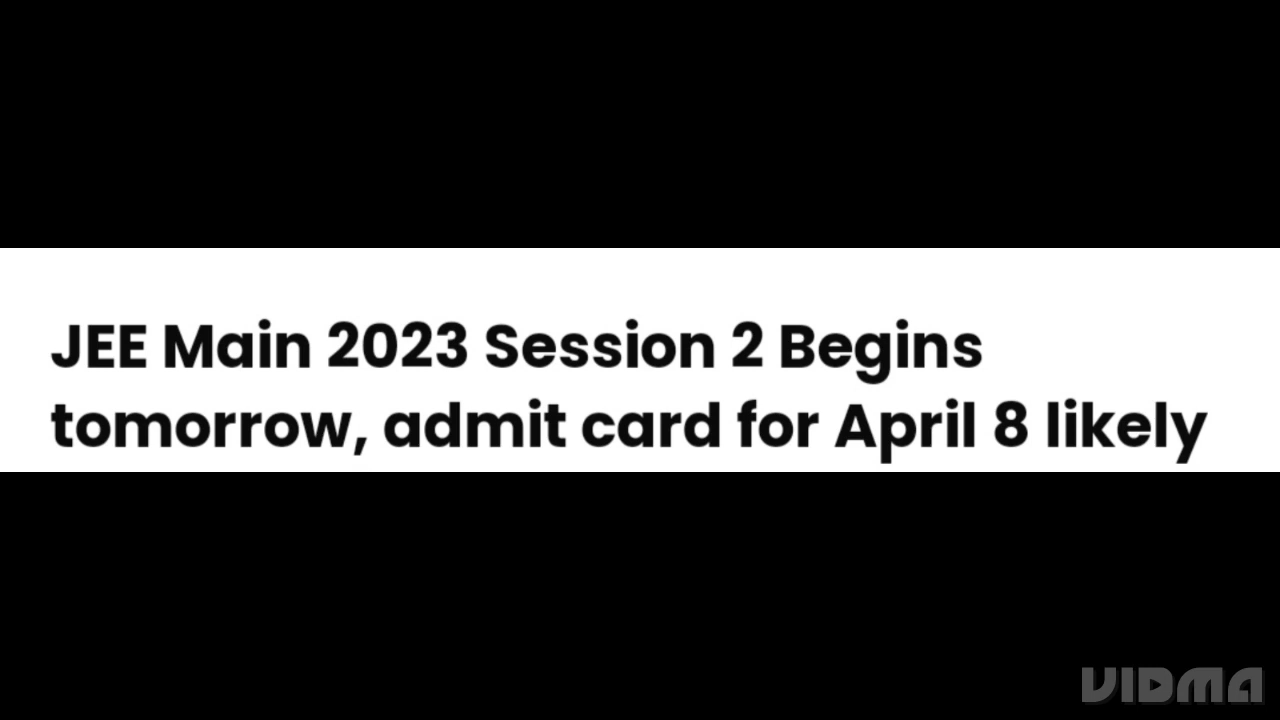 JEE Main 2023 Session 2 Begins
tomorrow, admit card for April 8 likely
VIDMA